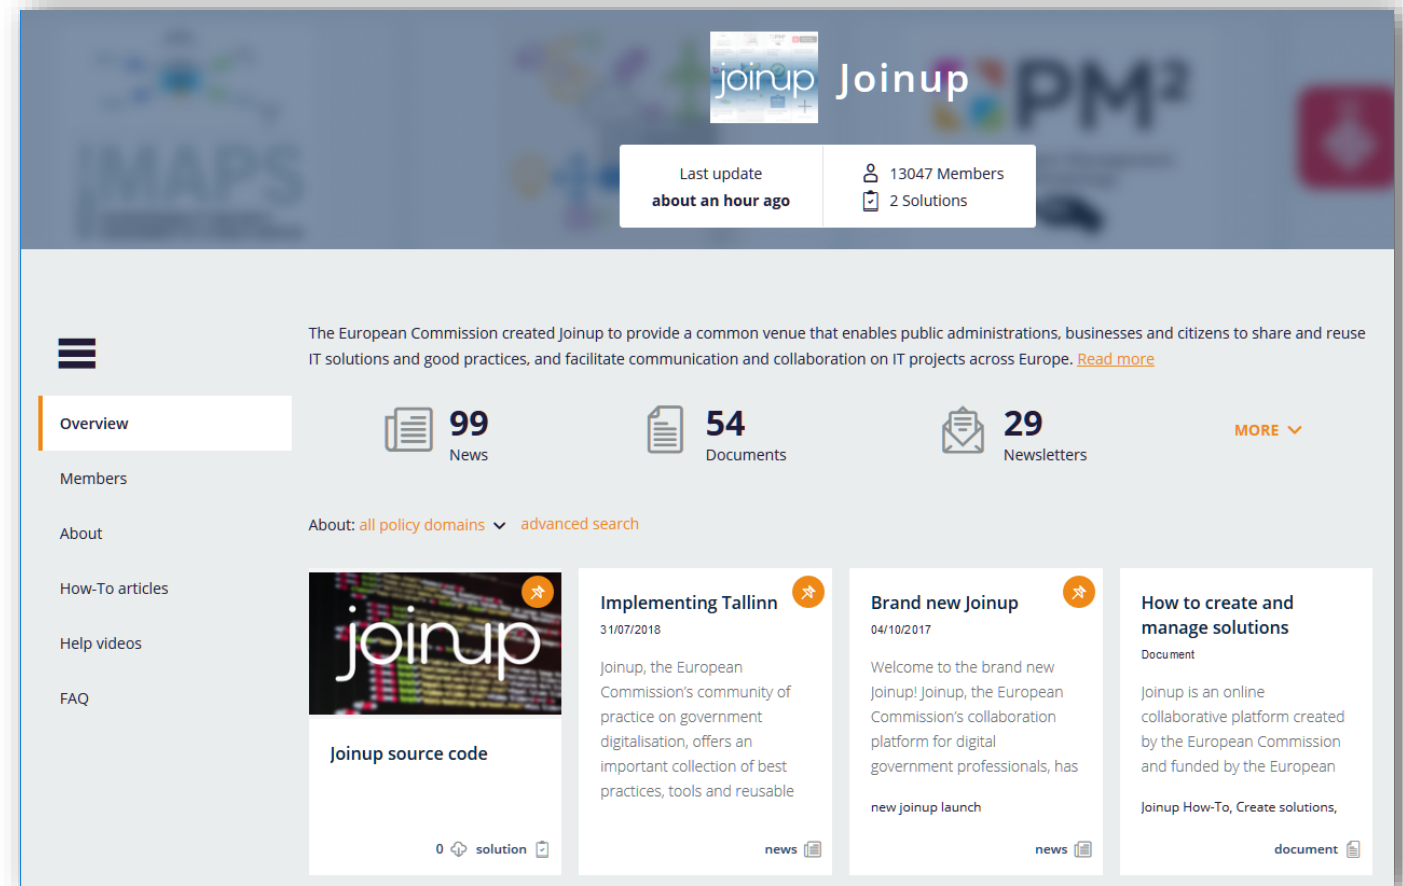 joinup Joinup
MAPS
PM²
Last update
about an hour ago
13047 Members
2 Solutions
The European Commission created Joinup to provide a common venue that enables public administrations, businesses and citizens to share and reuse
IT solutions and good practices, and facilitate communication and collaboration on IT projects across Europe. Read more
Overview
Members
About
How-To articles
Help videos
FAQ
99
News
54
Documents
29
Newsletters
MORE
About: all policy domains advanced search
joinup
Joinup source code
0 solution
Implementing Tallinn
31/07/2018
Joinup, the European
Commission's community of
practice on government
digitalisation, offers an
important collection of best
practices, tools and reusable
news
Brand new Joinup
04/10/2017
Welcome to the brand new
Joinup! Joinup, the European
Commission's collaboration
platform for digital
government professionals, has
new joinup launch
news
How to create and
manage solutions
Document
Joinup is an online
collaborative platform created
by the European Commission
and funded by the European
Joinup How-To, Create solutions,
document